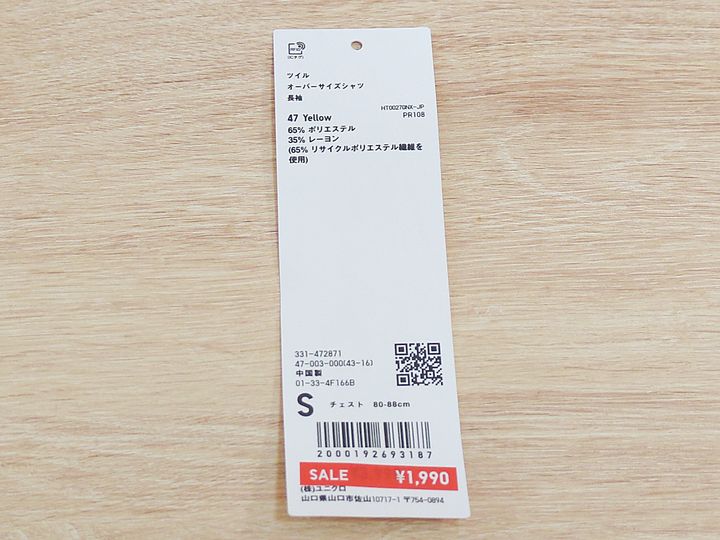 RFID
ツイル
オーバーサイズシャツ
長袖
HT00270NX-JP
47 Yellow
PR108
65% ポリエステル
35% レーヨン
(65% リサイクルポリエステル繊維を
使用)
331-472871
47-003-000(43-16)
中国製
01-33-4F166B
S チェスト 80-88cm
2000192693187
SALE ¥1,990
(株)ユニクロ
山口県山口市佐山10717-1 〒754-0894